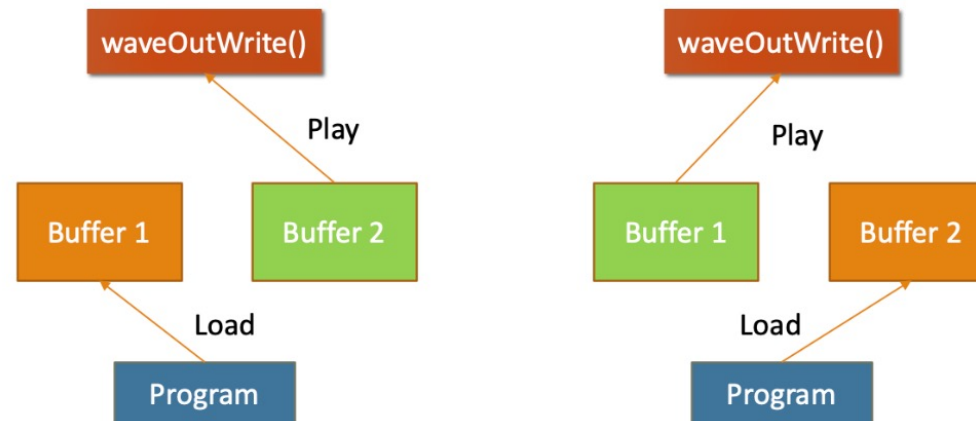 waveOutWrite()
Play
Buffer 1
Buffer 2
Load
Program
waveOutWrite()
Play
Buffer 1
Buffer 2
Load
Program